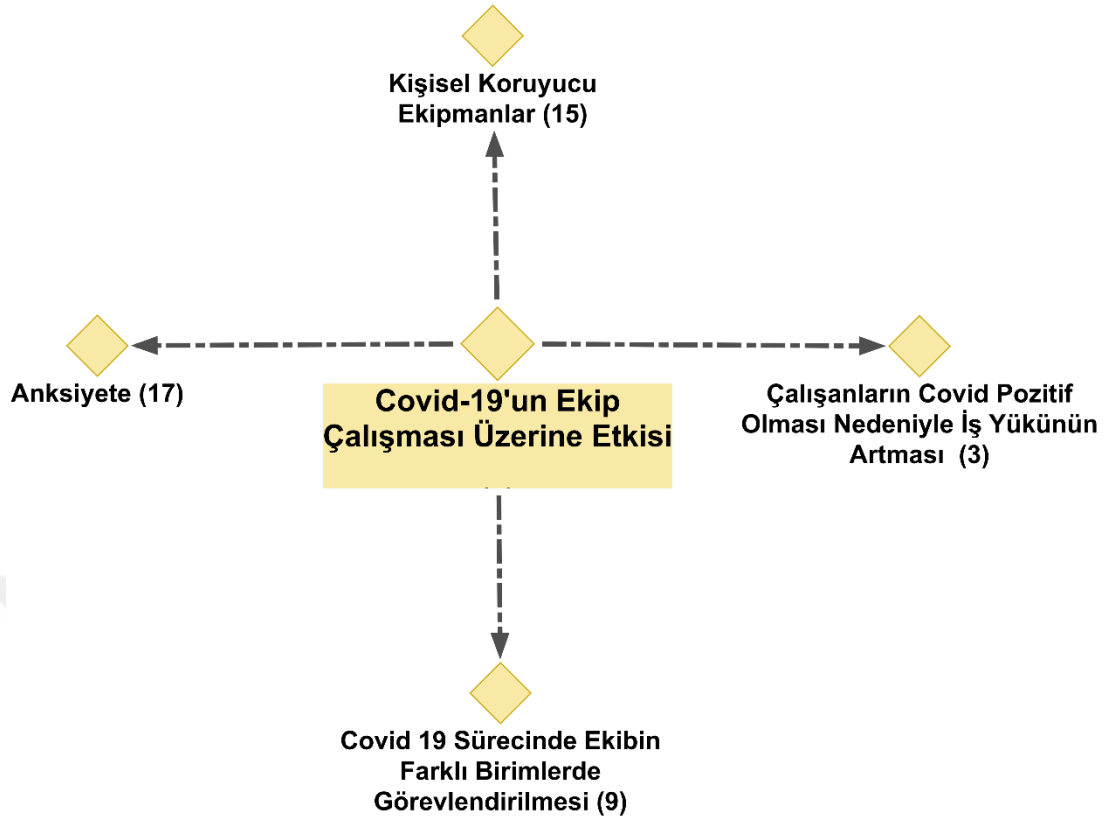 Kişisel Koruyucu
Ekipmanlar (15)
Anksiyete (17)
Covid-19'un Ekip
Çalışması Üzerine Etkisi
Çalışanların Covid Pozitif
Olması Nedeniyle İş Yükünün
Artması (3)
Covid 19 Sürecinde Ekibin
Farklı Birimlerde
Görevlendirilmesi (9)